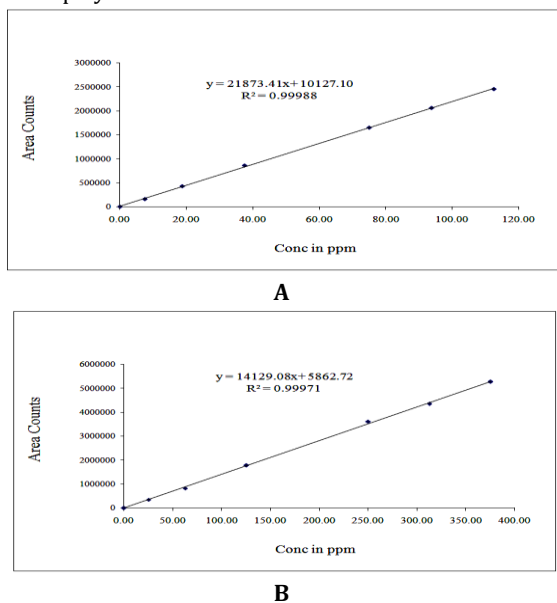 3000000
2500000
2000000
1500000
1000000
500000
0
y = 21873.41x+10127.10
R² = 0.99988
Area Counts
0.00 20.00 40.00 60.00 80.00 100.00 120.00
Conc in ppm
A
6000000
5000000
4000000
3000000
2000000
1000000
0
y = 14129.08x+5862.72
R² = 0.99971
Area Counts
0.00 50.00 100.00 150.00 200.00 250.00 300.00 350.00 400.00
Conc in ppm
B